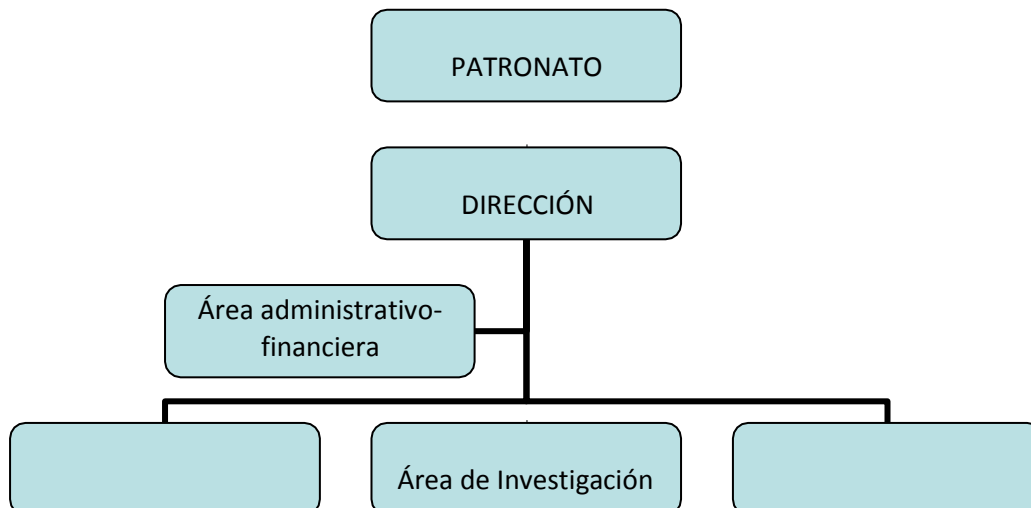 PATRONATO
DIRECCIÓN
Área administrativo-
financiera
Área de Investigación